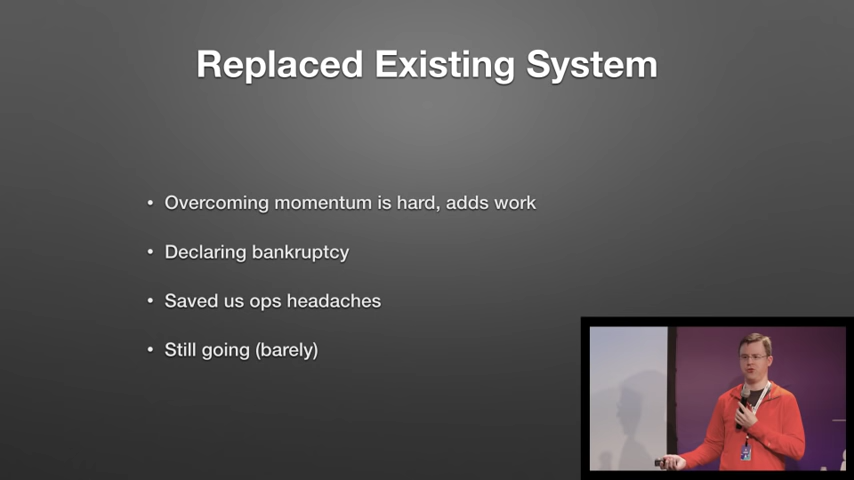 Replaced Existing System
• Overcoming momentum is hard, adds work
• Declaring bankruptcy
• Saved us ops headaches
• Still going (barely)